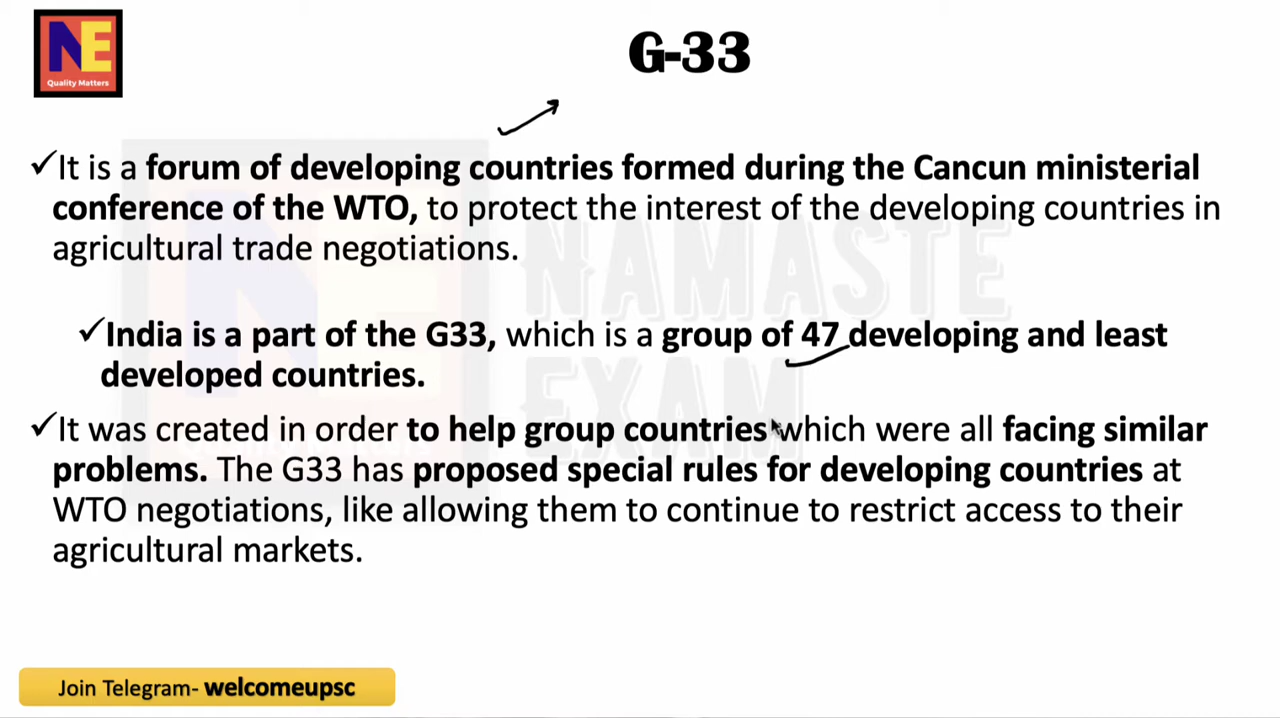 NE
Quality Matters
G-33
✓It is a forum of developing countries formed during the Cancun ministerial
conference of the WTO, to protect the interest of the developing countries in
agricultural trade negotiations.
✓India is a part of the G33, which is a group of 47 developing and least
developed countries.
✓It was created in order to help group countries which were all facing similar
problems. The G33 has proposed special rules for developing countries at
WTO negotiations, like allowing them to continue to restrict access to their
agricultural markets.
NAMASTE
EXAM
Join Telegram- welcomeupsc